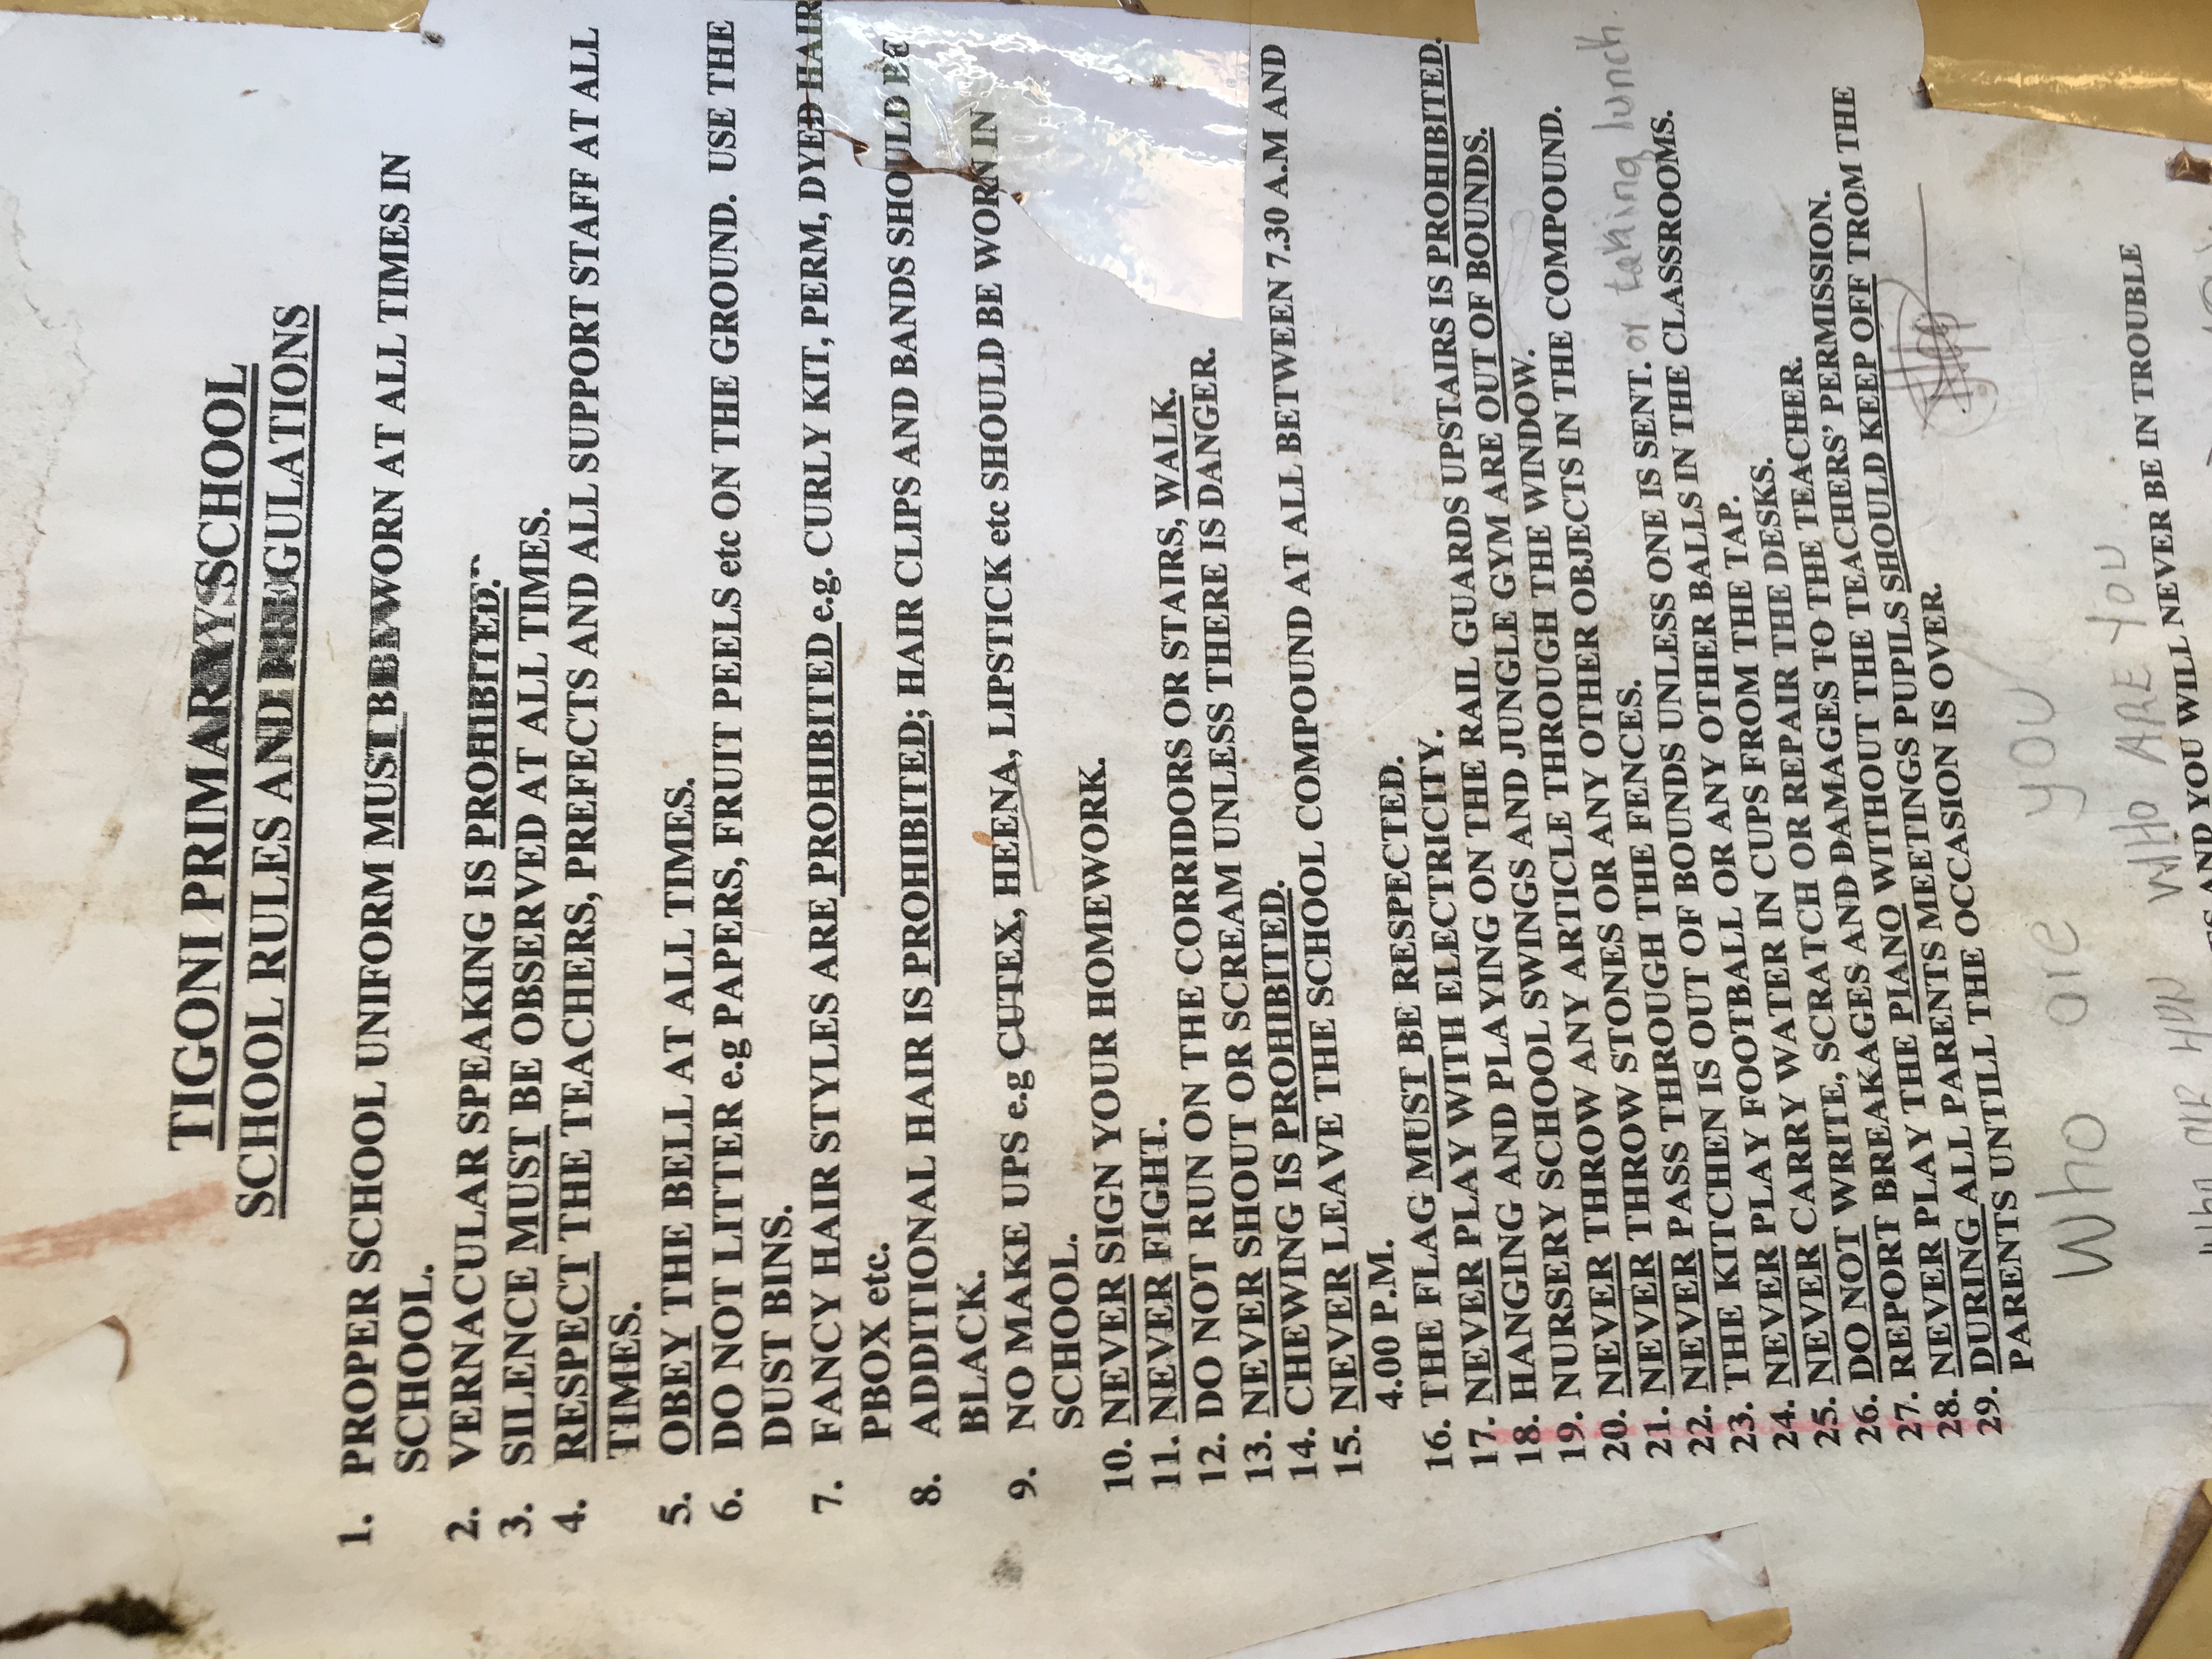 TIGONI PRIMARY SCHOOL
SCHOOL RULES AND REGULATIONS
1. PROPER SCHOOL UNIFORM MUST BE WORN AT ALL TIMES IN
SCHOOL.
2. VERNACULAR SPEAKING IS PROHIBITED.
3. SILENCE MUST BE OBSERVED AT ALL TIMES.
4. RESPECT THE TEACHERS, PREFECTS AND ALL SUPPORT STAFF AT ALL
TIMES.
5. OBEY THE BELL AT ALL TIMES.
6. DO NOT LITTER e.g PAPERS, FRUIT PEELS etc ON THE GROUND. USE THE
DUST BINS.
7. FANCY HAIR STYLES ARE PROHIBITED e.g. CURLY KIT, PERM, DYED HAIR
PBOX etc.
8. ADDITIONAL HAIR IS PROHIBITED; HAIR CLIPS AND BANDS SHOULD BE
BLACK.
9. NO MAKE UPS e.g CUTEX, HEENA, LIPSTICK etc SHOULD BE WORN IN
SCHOOL.
10. NEVER SIGN YOUR HOMEWORK.
11. NEVER FIGHT.
12. DO NOT RUN ON THE CORRIDORS OR STAIRS, WALK.
13. NEVER SHOUT OR SCREAM UNLESS THERE IS DANGER.
14. CHEWING IS PROHIBITED.
15. NEVER LEAVE THE SCHOOL COMPOUND AT ALL BETWEEN 7.30 A.M AND
4.00 P.M.
16. THE FLAG MUST BE RESPECTED.
17. NEVER PLAY WITH ELECTRICITY.
18. HANGING AND PLAYING ON THE RAIL GUARDS UPSTAIRS IS PROHIBITED.
19. NURSERY SCHOOL SWINGS AND JUNGLE GYM ARE OUT OF BOUNDS.
20. NEVER THROW ANY ARTICLE THROUGH THE WINDOW.
21. NEVER THROW STONES OR ANY OTHER OBJECTS IN THE COMPOUND.
22. NEVER PASS THROUGH THE FENCES.
23. THE KITCHEN IS OUT OF BOUNDS UNLESS ONE IS SENT. or taking lunch.
24. NEVER PLAY FOOTBALL OR ANY OTHER BALLS IN THE CLASSROOMS.
25. NEVER CARRY WATER IN CUPS FROM THE TAP.
26. DO NOT WRITE, SCRATCH OR REPAIR THE DESKS.
27. REPORT BREAKAGES AND DAMAGES TO THE TEACHER.
28. NEVER PLAY THE PIANO WITHOUT THE TEACHERS' PERMISSION.
29. DURING ALL PARENTS MEETINGS PUPILS SHOULD KEEP OFF FROM THE
PARENTS UNTILL THE OCCASION IS OVER.
Who are you
WHO ARE YOU
AND YOU WILL NEVER BE IN TROUBLE